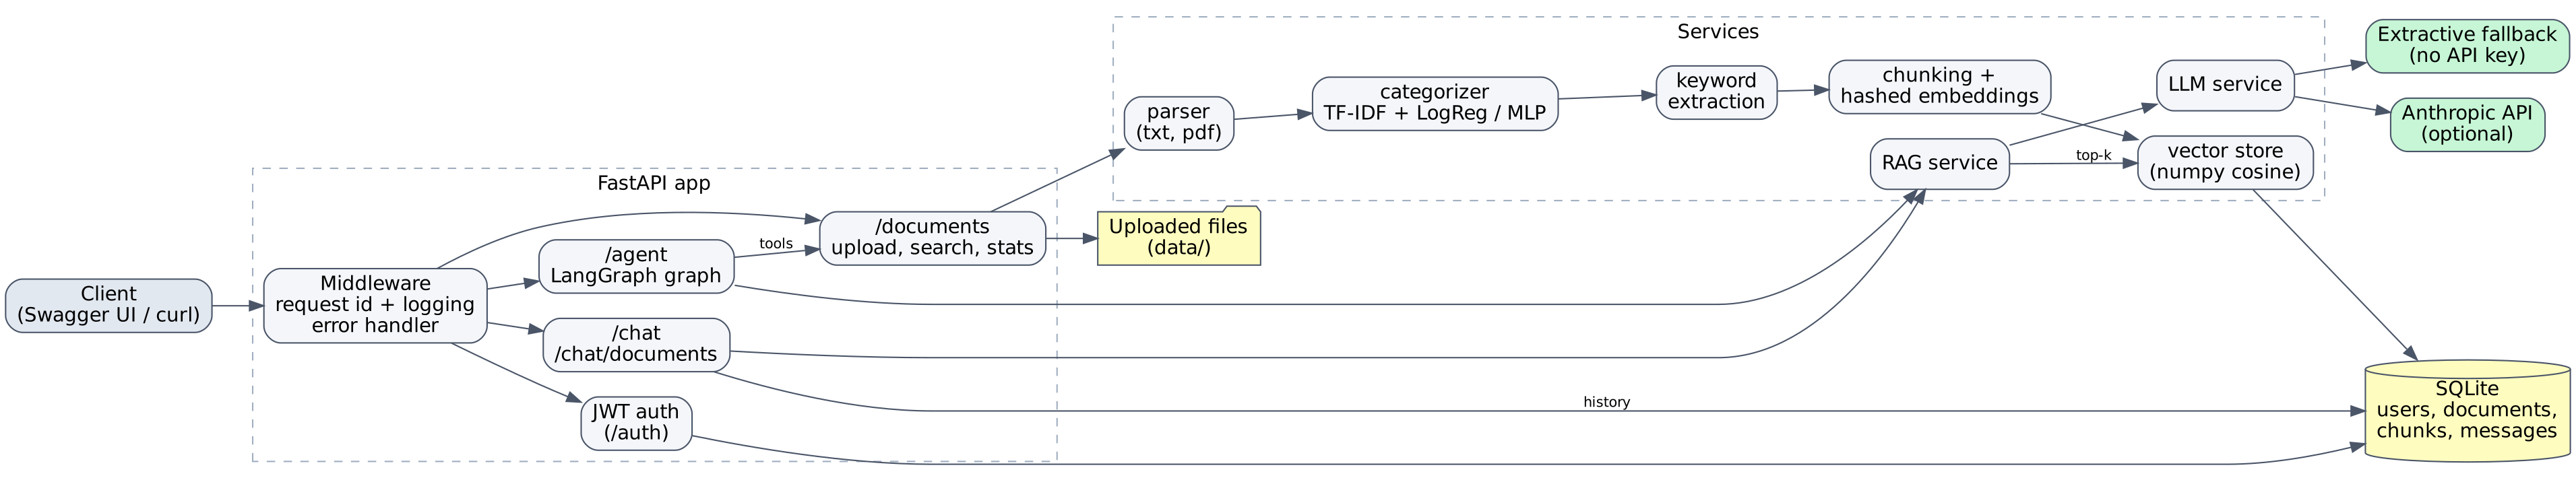 Client
(Swagger UI / curl)
FastAPI app
Middleware
request id + logging
error handler
/agent
LangGraph graph
tools
/chat
/chat/documents
JWT auth
(/auth)
/documents
upload, search, stats
Uploaded files
(data/)
Services
parser
(txt, pdf)
categorizer
TF-IDF + LogReg / MLP
keyword
extraction
chunking +
hashed embeddings
RAG service
top-k
LLM service
vector store
(numpy cosine)
Extractive fallback
(no API key)
Anthropic API
(optional)
history
SQLite
users, documents,
chunks, messages